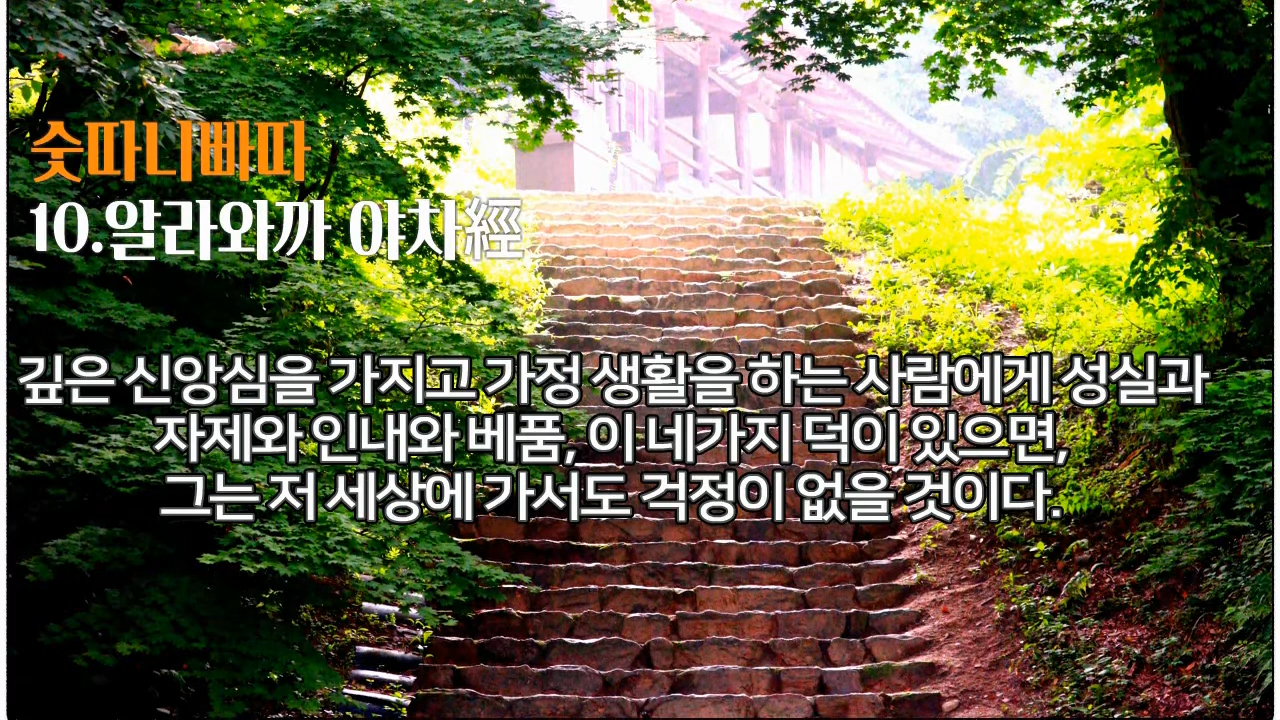 숫따니빠따
10.알라와까 야차經
깊은 신앙심을 가지고 가정 생활을 하는 사람에게 성실과
자제와 인내와 베품, 이 네가지 덕이 있으면,
그는 저 세상에 가서도 걱정이 없을 것이다.